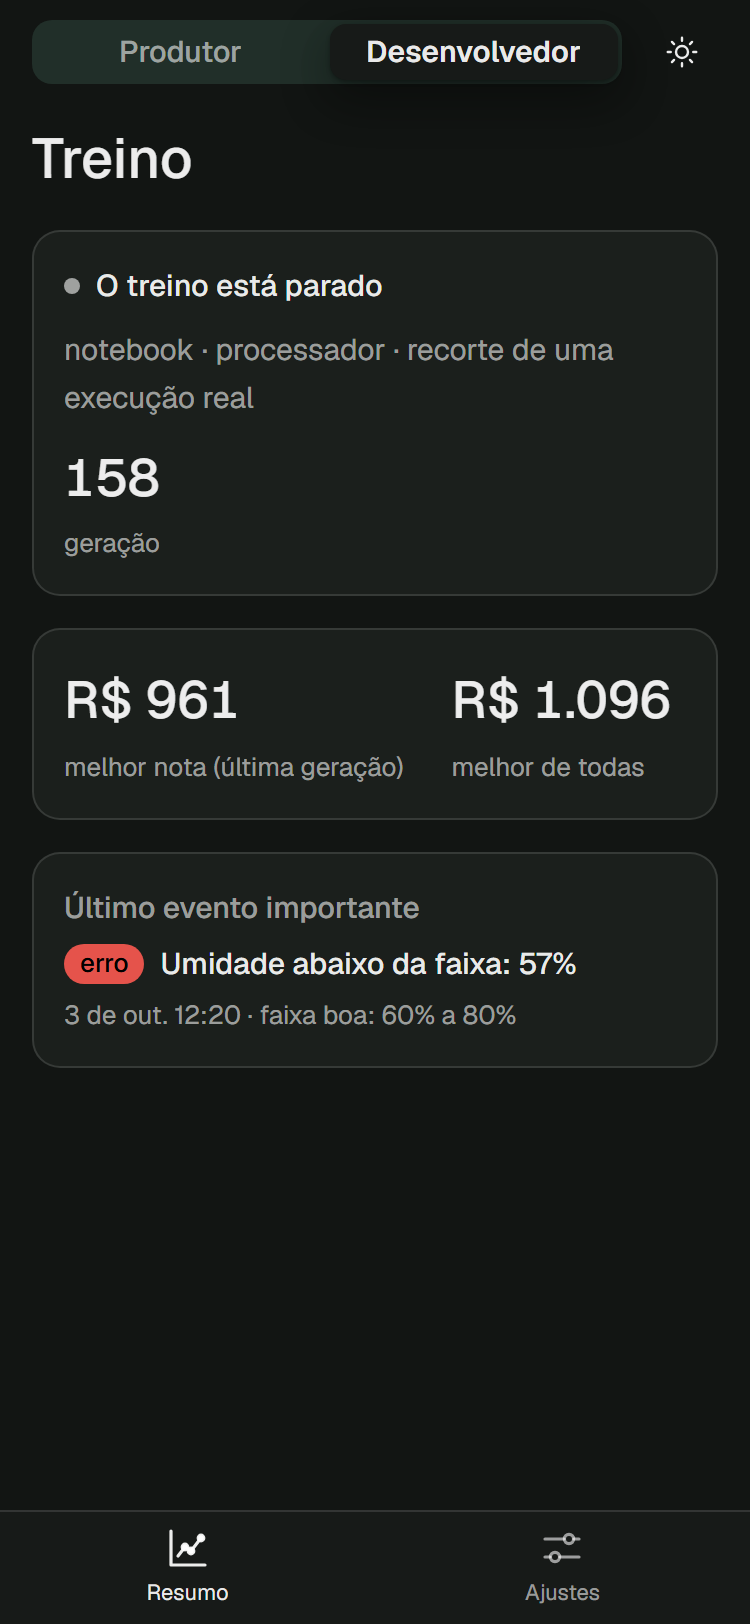 Produtor
Desenvolvedor
Treino
O treino está parado
notebook · processador · recorte de uma
execução real
158
geração
R$ 961
R$ 1.096
melhor nota (última geração)
melhor de todas
Último evento importante
erro Umidade abaixo da faixa: 57%
3 de out. 12:20 · faixa boa: 60% a 80%
Resumo
Ajustes